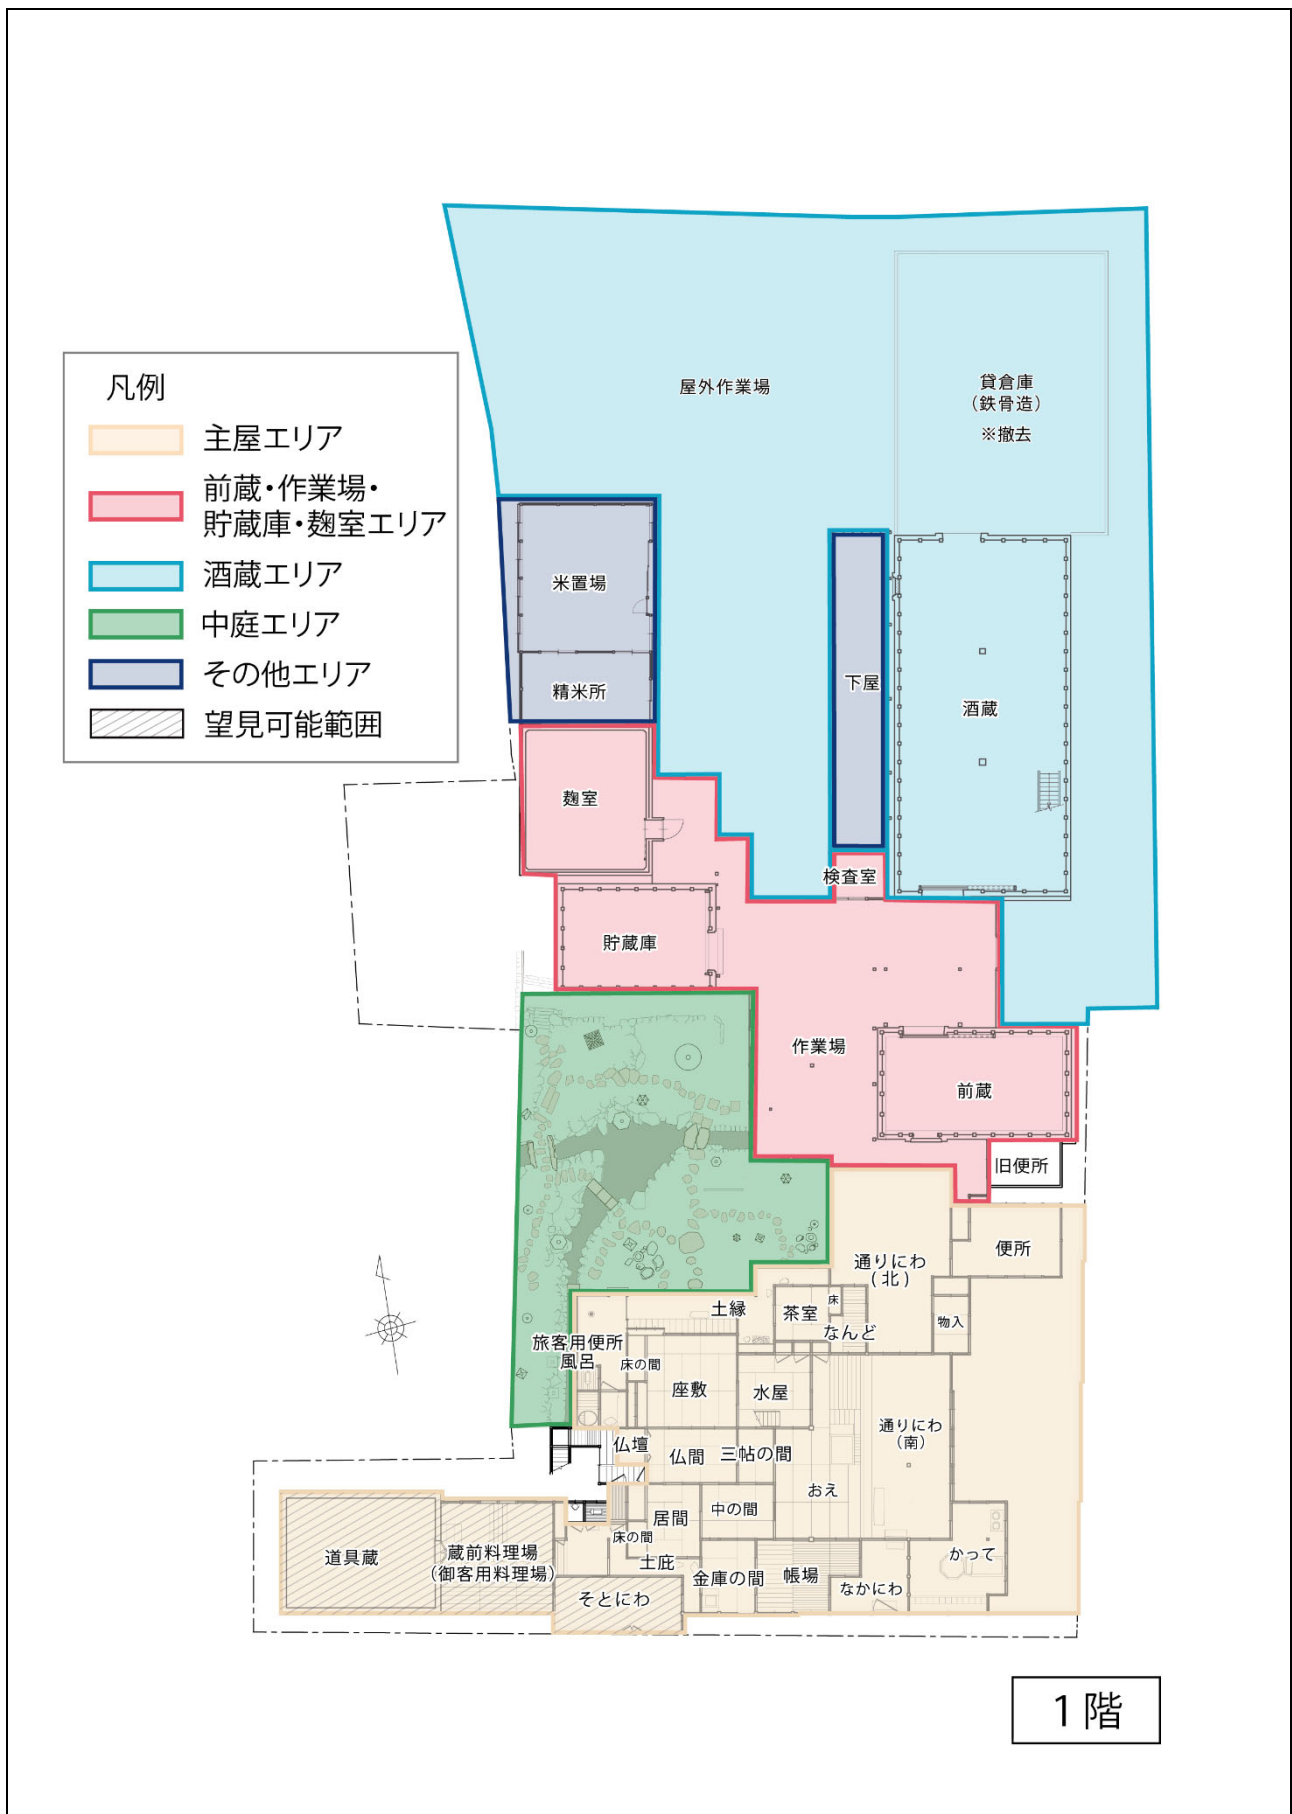 凡例
主屋エリア
前蔵・作業場・
貯蔵庫・麹室エリア
酒蔵エリア
中庭エリア
その他エリア
望見可能範囲
屋外作業場
貸倉庫
（鉄骨造）
※撤去
米置場
精米所
下屋
酒蔵
麹室
検査室
貯蔵庫
作業場
前蔵
旧便所
通りにわ
（北）
便所
土縁
茶室
床
なんど
物入
旅客用便所
風呂
床の間
座敷
水屋
通りにわ
（南）
仏壇
仏間
三帖の間
おえ
中の間
居間
床の間
土庇
金庫の間
帳場
なかにわ
かって
道具蔵
蔵前料理場
（御客用料理場）
そとにわ
1階